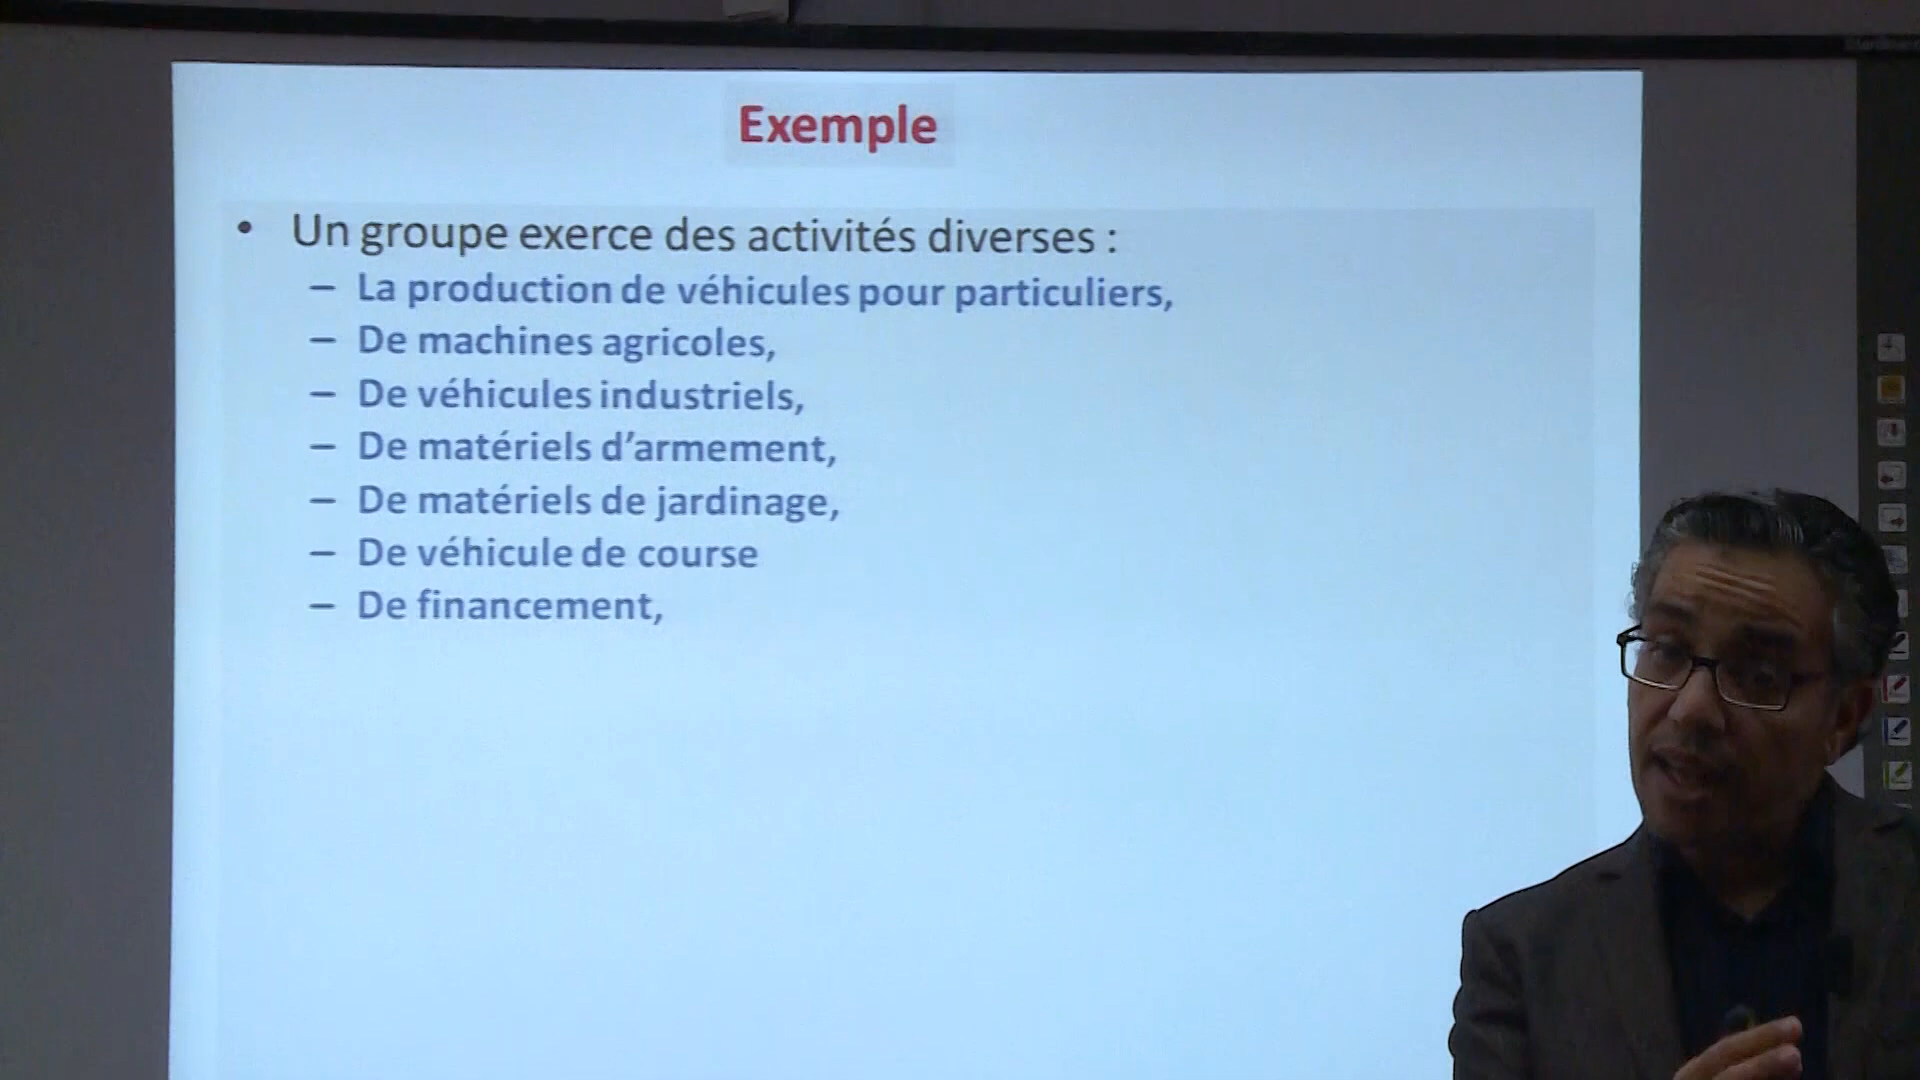 Exemple
• Un groupe exerce des activités diverses :
– La production de véhicules pour particuliers,
– De machines agricoles,
– De véhicules industriels,
– De matériels d’armement,
– De matériels de jardinage,
– De véhicule de course
– De financement,